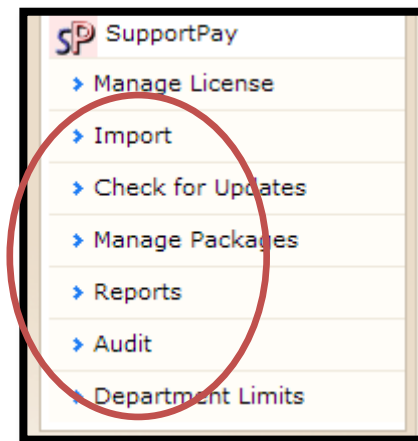 SP SupportPay
Manage License
Import
Check for Updates
Manage Packages
Reports
Audit
Department Limits